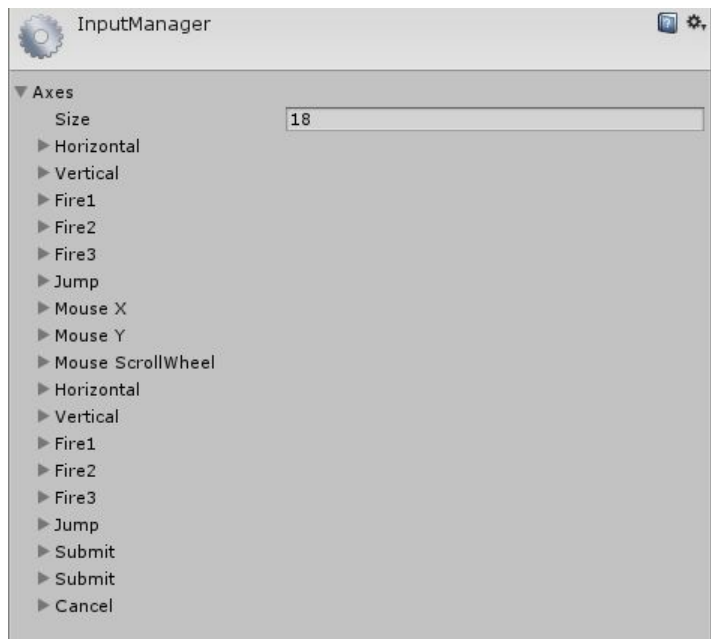 InputManager
Axes
Size 18
Horizontal
Vertical
Fire1
Fire2
Fire3
Jump
Mouse X
Mouse Y
Mouse ScrollWheel
Horizontal
Vertical
Fire1
Fire2
Fire3
Jump
Submit
Submit
Cancel